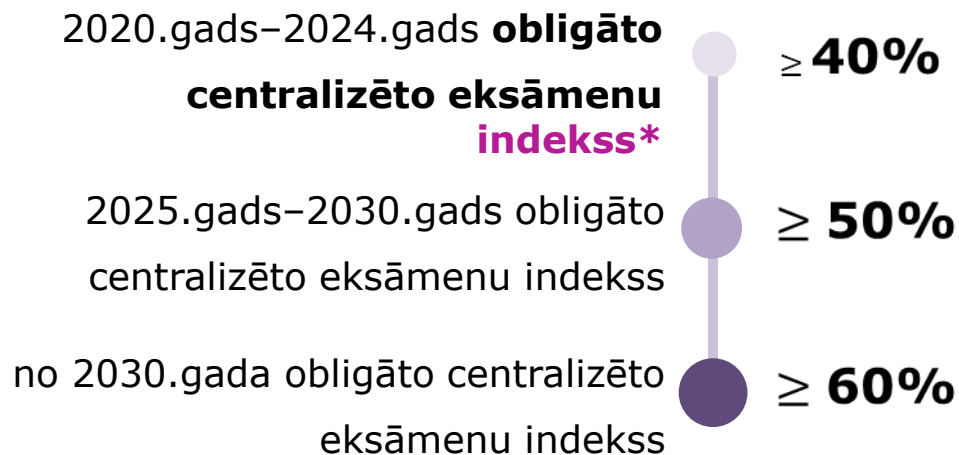 2020.gads–2024.gads obligāto
centralizēto eksāmenu
indekss*
≥ 40%
2025.gads–2030.gads obligāto
centralizēto eksāmenu indekss
≥ 50%
no 2030.gada obligāto centralizēto
eksāmenu indekss
≥ 60%